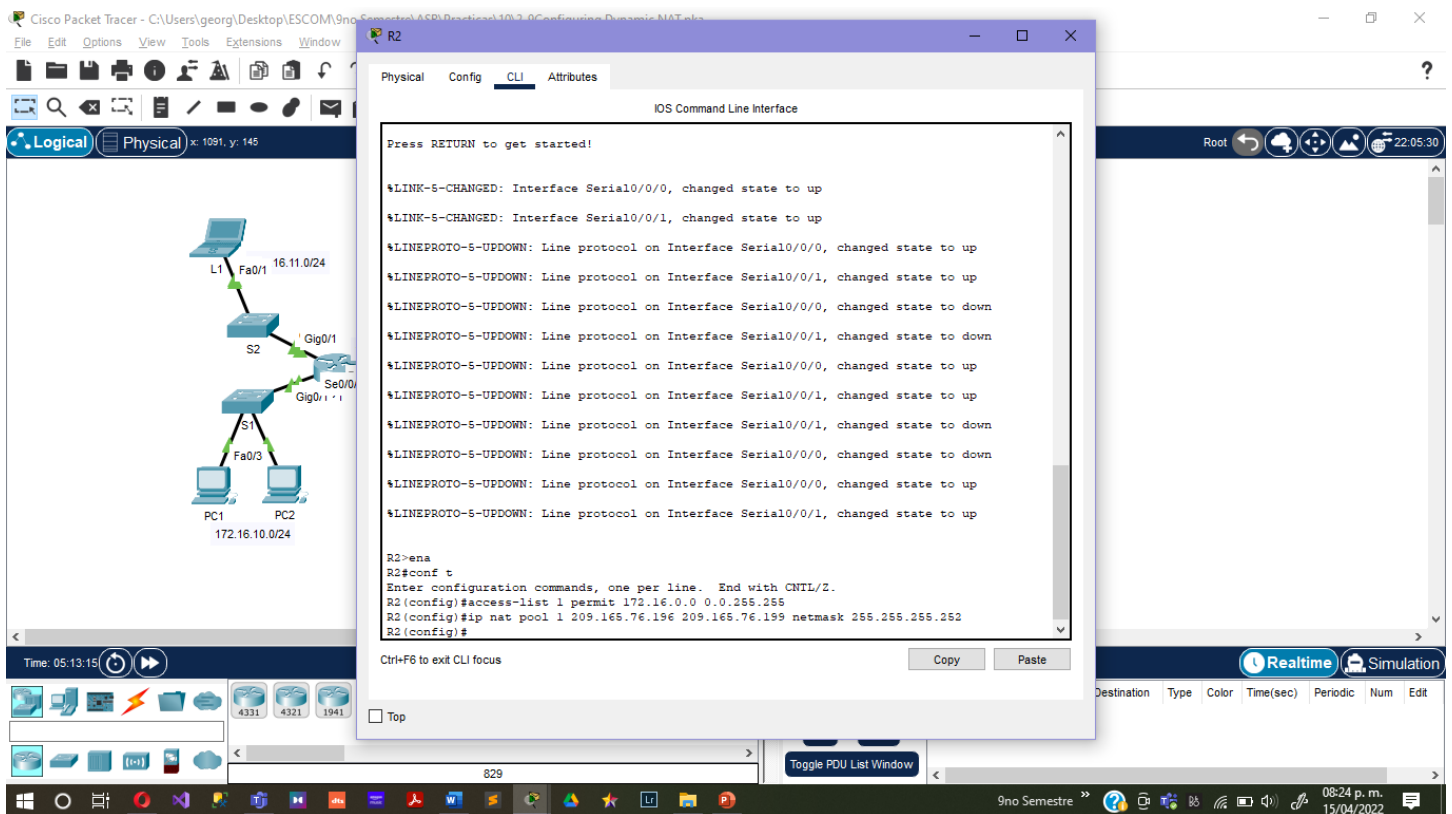 Cisco Packet Tracer - C:\Users\georg\Desktop\ESCOM\9no Semestre\ASR\Practicas\10\2.9Configuring Dynamic NAT.pka
File Edit Options View Tools Extensions Window
?
Logical Physical x: 1091, y: 145
Root 22:05:30
R2
Physical Config CLI Attributes
IOS Command Line Interface
Press RETURN to get started!
%LINK-5-CHANGED: Interface Serial0/0/0, changed state to up
%LINK-5-CHANGED: Interface Serial0/0/1, changed state to up
%LINEPROTO-5-UPDOWN: Line protocol on Interface Serial0/0/0, changed state to up
%LINEPROTO-5-UPDOWN: Line protocol on Interface Serial0/0/1, changed state to up
%LINEPROTO-5-UPDOWN: Line protocol on Interface Serial0/0/0, changed state to down
%LINEPROTO-5-UPDOWN: Line protocol on Interface Serial0/0/1, changed state to down
%LINEPROTO-5-UPDOWN: Line protocol on Interface Serial0/0/0, changed state to up
%LINEPROTO-5-UPDOWN: Line protocol on Interface Serial0/0/1, changed state to up
%LINEPROTO-5-UPDOWN: Line protocol on Interface Serial0/0/1, changed state to down
%LINEPROTO-5-UPDOWN: Line protocol on Interface Serial0/0/0, changed state to down
%LINEPROTO-5-UPDOWN: Line protocol on Interface Serial0/0/0, changed state to up
%LINEPROTO-5-UPDOWN: Line protocol on Interface Serial0/0/1, changed state to up
R2>ena
R2#conf t
Enter configuration commands, one per line. End with CNTL/Z.
R2(config)#access-list 1 permit 172.16.0.0 0.0.255.255
R2(config)#ip nat pool 1 209.165.76.196 209.165.76.199 netmask 255.255.255.252
R2(config)#
Ctrl+F6 to exit CLI focus
Copy Paste
Top
L1 Fa0/1 16.11.0/24
S2 Gig0/1
Se0/0/
Gig0/
S1
Fa0/3
PC1 PC2
172.16.10.0/24
Time: 05:13:15
Realtime Simulation
4331 4321 1941
829
Toggle PDU List Window
Destination Type Color Time(sec) Periodic Num Edit
9no Semestre
08:24 p. m.
15/04/2022